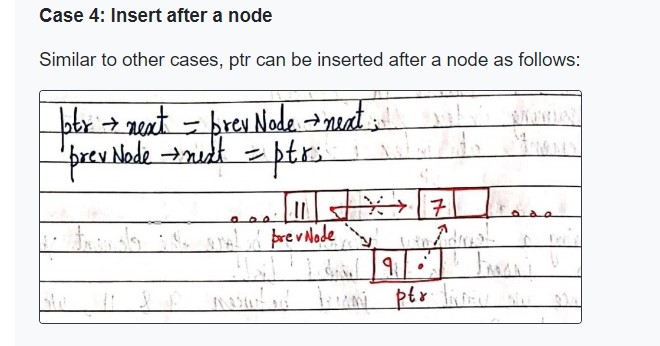 Case 4: Insert after a node
Similar to other cases, ptr can be inserted after a node as follows:
ptr → next = prevNode → next;
prevNode → next = ptr;
11 7
prevNode
9
ptr